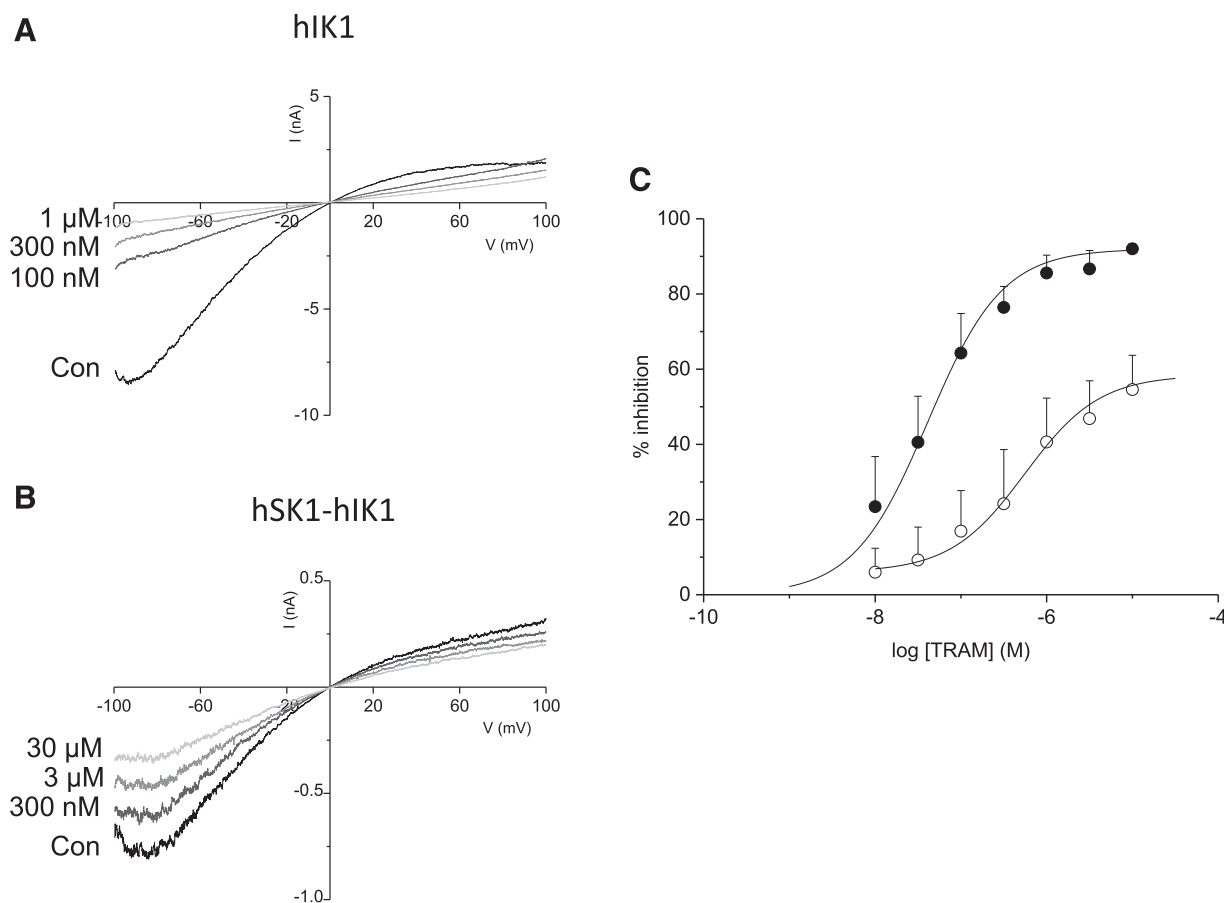 A
hIK1
5
I (nA)
-100 -60 -20 20 60 100
V (mV)
1 µM
300 nM
100 nM
-5
Con
-10
B
hSK1-hIK1
0.5
I (nA)
-100 -60 -20 20 60 100
V (mV)
30 µM
3 µM
300 nM
-0.5
Con
-1.0
C
100
80
60
40
20
0
% inhibition
-10 -8 -6 -4
log [TRAM] (M)